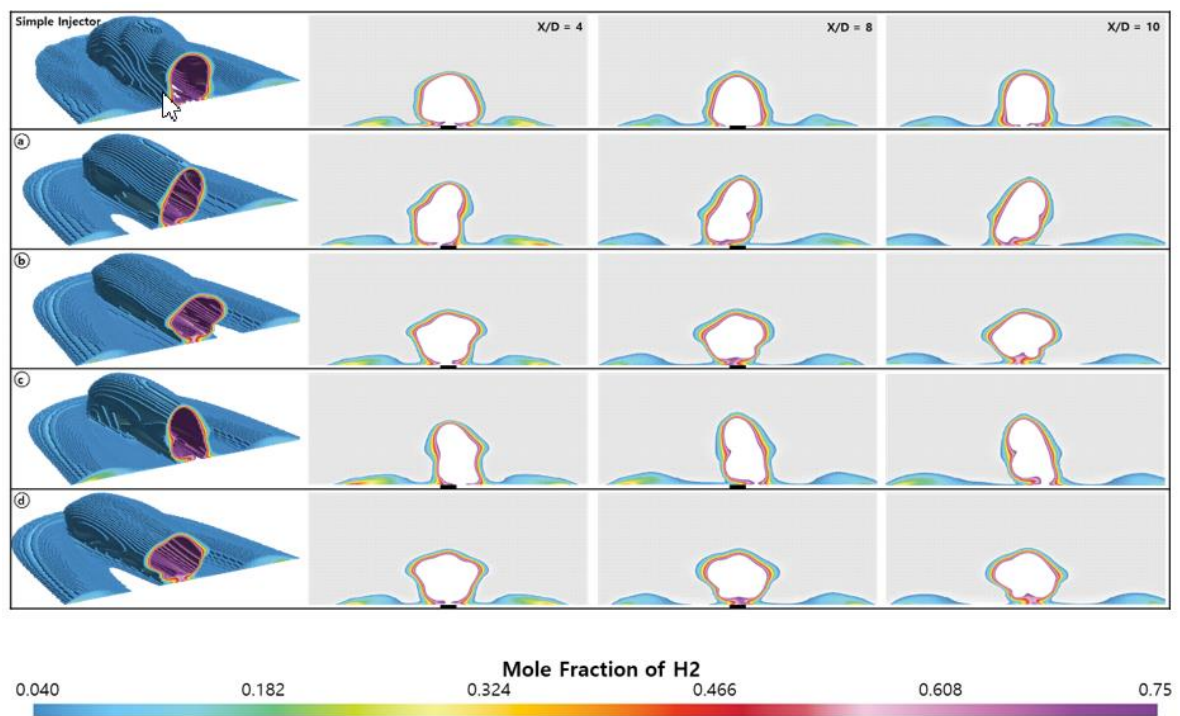 Simple Injector
X/D = 4
X/D = 8
X/D = 10
ⓐ
ⓑ
ⓒ
ⓓ
Mole Fraction of H2
0.040 0.182 0.324 0.466 0.608 0.75